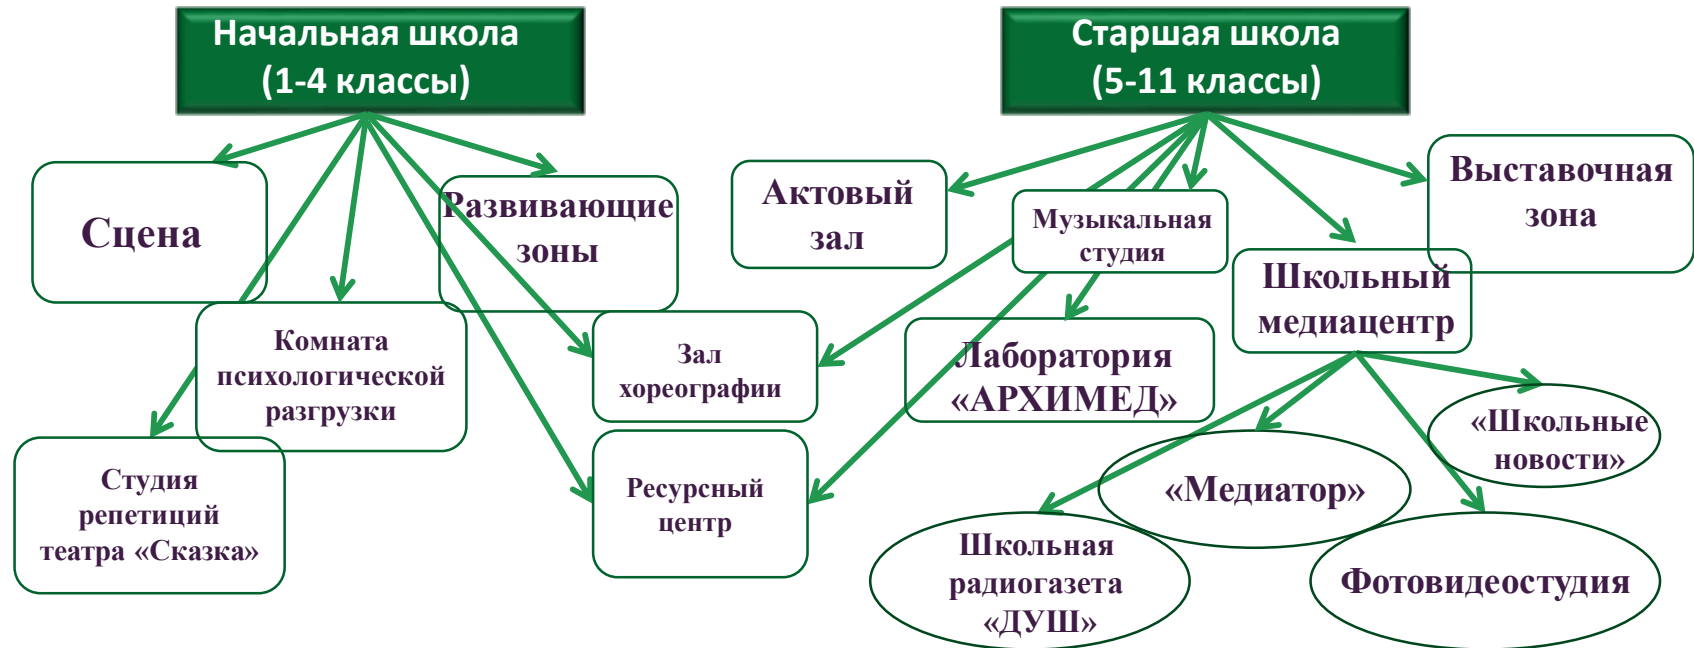 Начальная школа
(1-4 классы)
Старшая школа
(5-11 классы)
Сцена
Развивающие
зоны
Актовый
зал
Музыкальная
студия
Выставочная
зона
Школьный
медиацентр
Комната
психологической
разгрузки
Зал
хореографии
Лаборатория
«АРХИМЕД»
Студия
репетиций
театра «Сказка»
Ресурсный
центр
«Школьные
новости»
«Медиатор»
Школьная
радиогазета
«ДУШ»
Фотовидеостудия